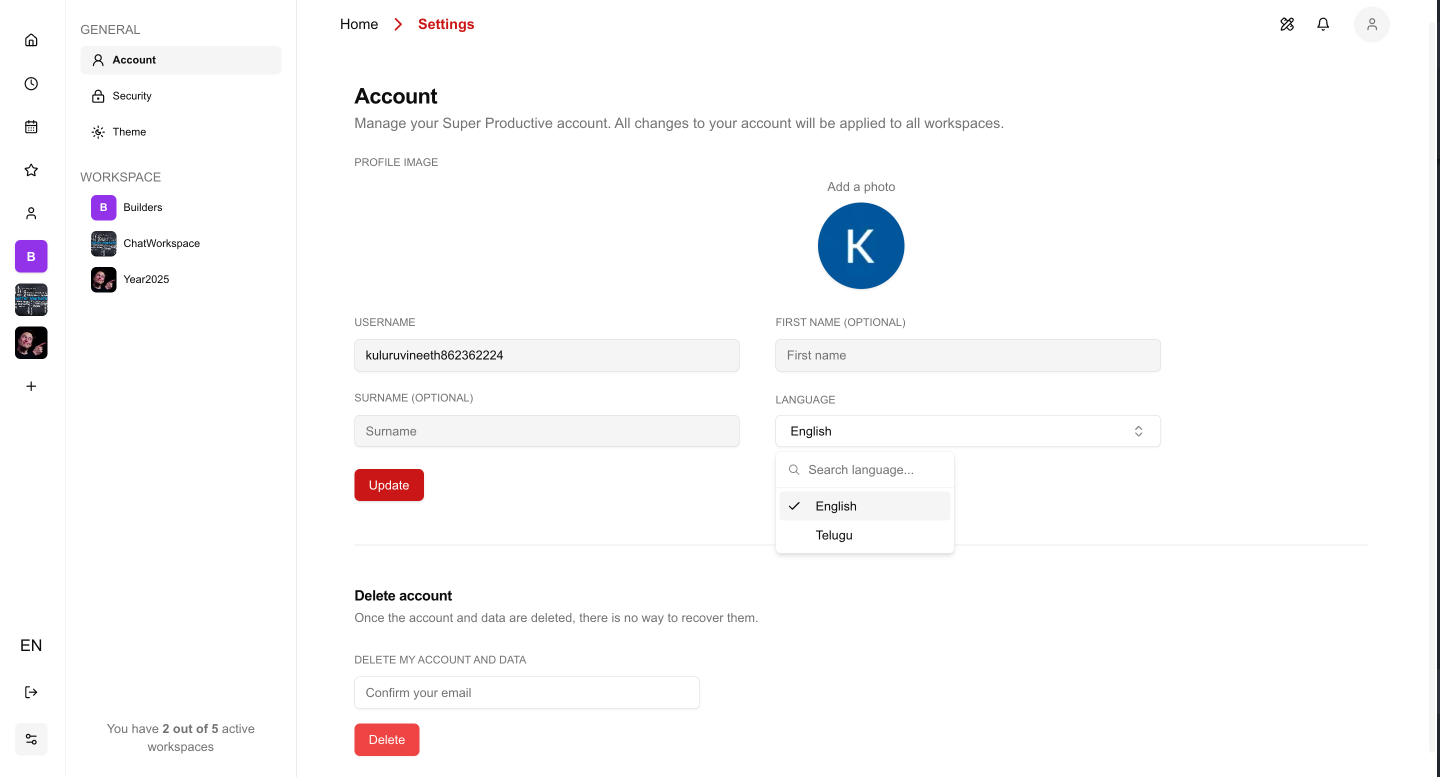 GENERAL
Account
Security
Theme
WORKSPACE
B Builders
ChatWorkspace
Year2025
B
EN
You have 2 out of 5 active
workspaces
Home Settings
Account
Manage your Super Productive account. All changes to your account will be applied to all workspaces.
PROFILE IMAGE
Add a photo
K
USERNAME
kuluruvineeth862362224
FIRST NAME (OPTIONAL)
First name
SURNAME (OPTIONAL)
Surname
LANGUAGE
English
Search language...
English
Telugu
Update
Delete account
Once the account and data are deleted, there is no way to recover them.
DELETE MY ACCOUNT AND DATA
Confirm your email
Delete